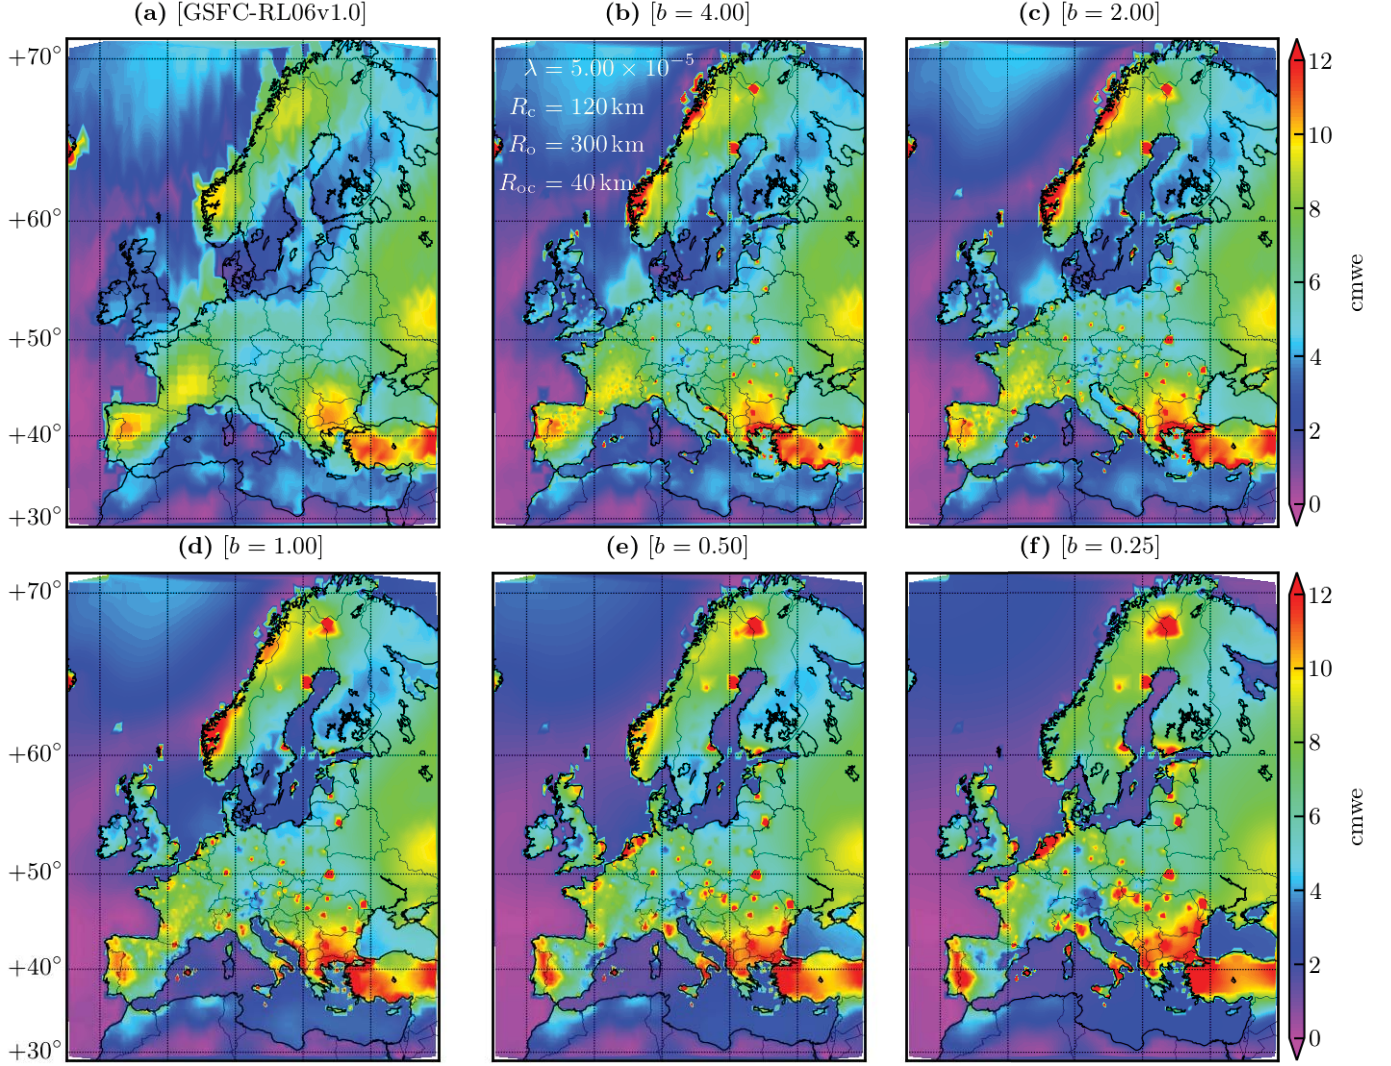 (a) [GSFC-RL06v1.0]
(b) [b = 4.00]
(c) [b = 2.00]
+70°
+60°
+50°
+40°
+30°
λ = 5.00 × 10⁻⁵
R_c = 120 km
R_o = 300 km
R_oc = 40 km
12
10
8
6
4
2
0
cmwe
(d) [b = 1.00]
(e) [b = 0.50]
(f) [b = 0.25]
+70°
+60°
+50°
+40°
+30°
12
10
8
6
4
2
0
cmwe